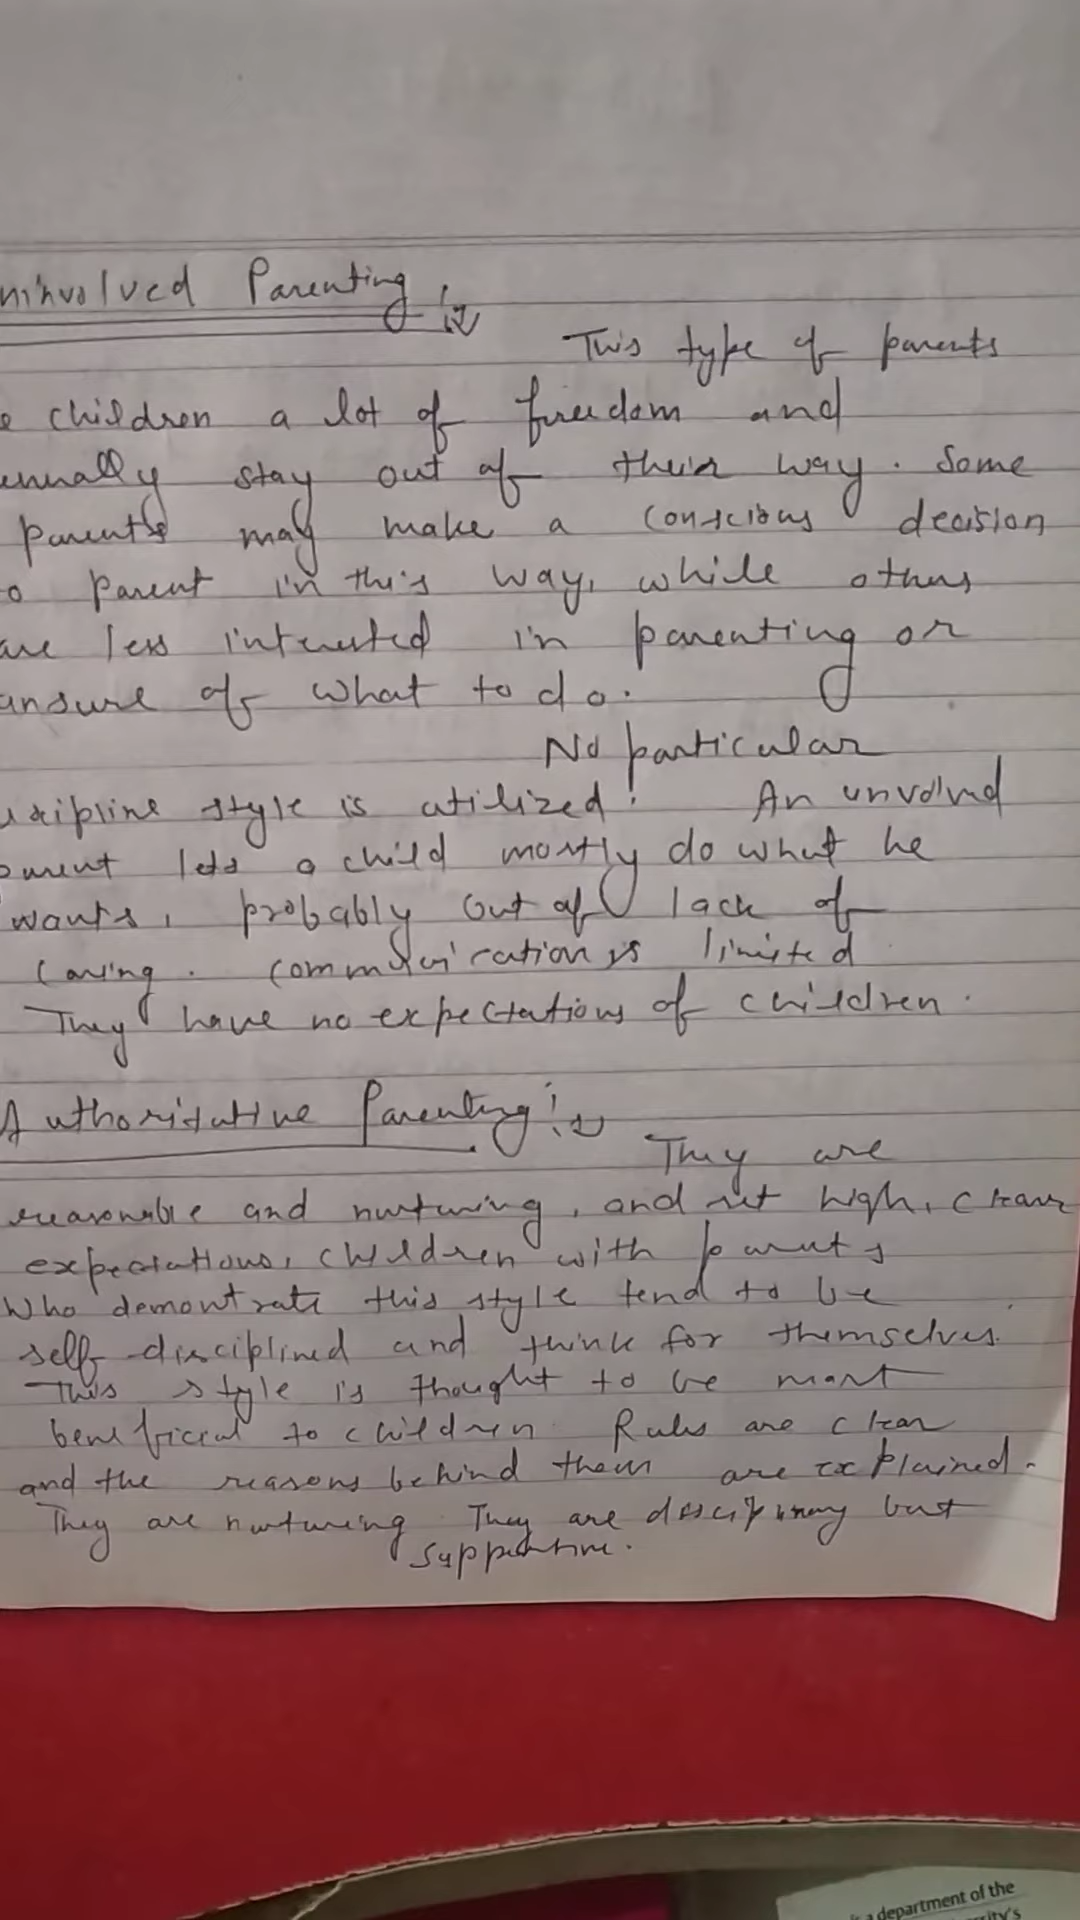 ninvolved Parenting :-
This type of parents
e children a lot of freedom and
enually stay out of their way. Some
parents may make a conscious decision
o parent in this way, while others
are less interested in parenting or
unsure of what to do.
No particular
discipline style is utilized. An unvolved
parent lets a child mostly do what he
wants, probably out of lack of
caring. communication is limited
They have no expectations of children.
Authoritative Parenting :-
They are
reasonable and nurturing, and set high, clear
expectations, children with parents
who demontrate this style tend to be
self-disciplined and think for themselves.
This style is thought to be most
beneficial to children. Rules are clear
and the reasons behind them are explained.
They are nurturing. They are but
supportive.
a department of the